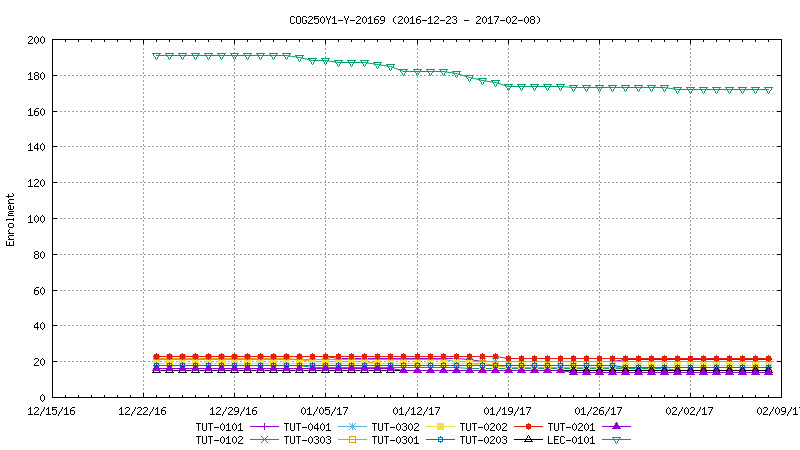 COG250Y1-Y-20169 (2016-12-23 - 2017-02-08)
200
180
160
140
120
100
80
60
40
20
0
Enrolment
12/15/16 12/22/16 12/29/16 01/05/17 01/12/17 01/19/17 01/26/17 02/02/17 02/09/17
TUT-0101 TUT-0401 TUT-0302 TUT-0202 TUT-0201
TUT-0102 TUT-0303 TUT-0301 TUT-0203 LEC-0101